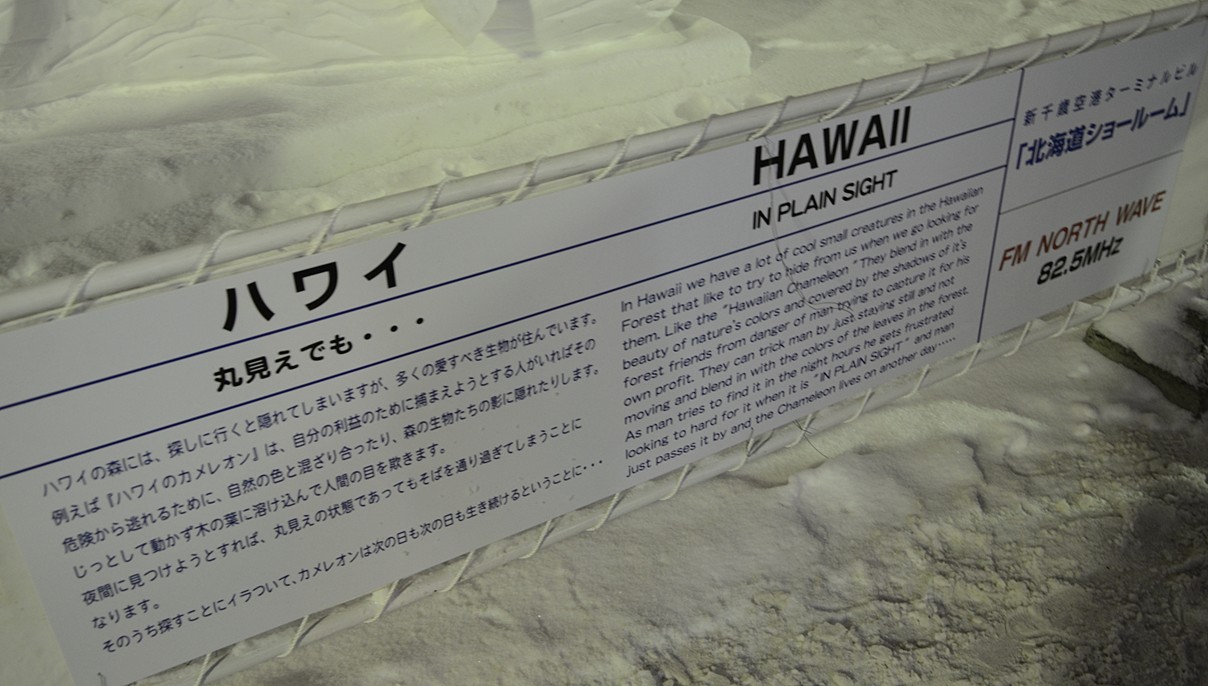 ハワイ
丸見えでも・・・
ハワイの森には、探しに行くと隠れてしまいますが、多くの愛すべき生物が住んでいます。
例えば『ハワイのカメレオン』は、自分の利益のために捕まえようとする人がいればその
危険から逃れるために、自然の色と混ざり合ったり、森の生物たちの影に隠れたりします。
じっとして動かず木の葉に溶け込んで人間の目を欺きます。
夜間に見つけようとすれば、丸見えの状態であってもそばを通り過ぎてしまうことに
なります。
そのうち探すことにイラついて、カメレオンは次の日も次の日も生き続けるということに・・・
HAWAII
IN PLAIN SIGHT
In Hawaii we have a lot of cool small creatures in the Hawaiian
Forest that like to try to hide from us when we go looking for
them. Like the "Hawaiian Chameleon " They blend in with the
beauty of nature's colors and covered by the shadows of it's
forest friends from danger of man trying to capture it for his
own profit. They can trick man by just staying still and not
moving and blend in with the colors of the leaves in the forest.
As man tries to find it in the night hours he gets frustrated
looking to hard for it when it is "IN PLAIN SIGHT " and man
just passes it by and the Chameleon lives on another day.....
新千歳空港ターミナルビル
「北海道ショールーム」
FM NORTH WAVE
82.5MHz